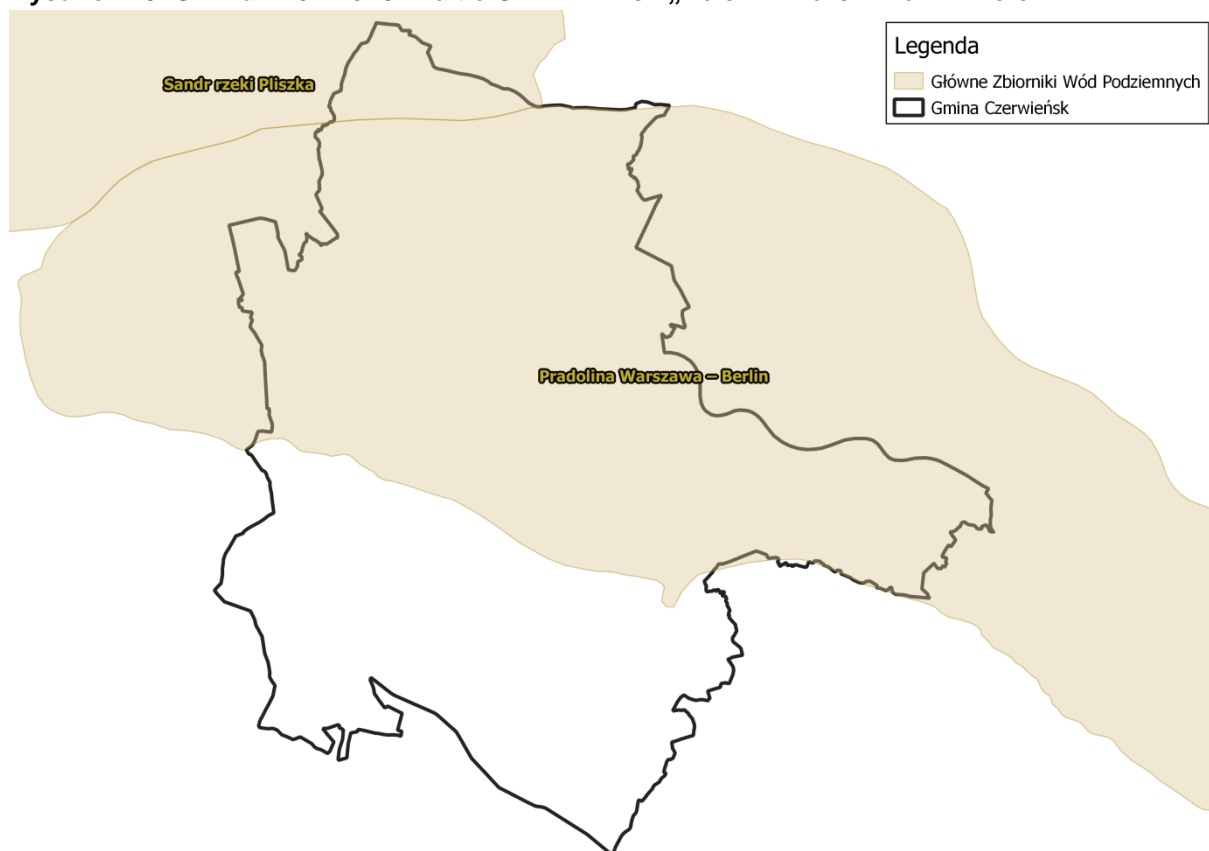 Legenda
Główne Zbiorniki Wód Podziemnych
Gmina Czerwieńsk
Sandr rzeki Pliszka
Pradolina Warszawa – Berlin